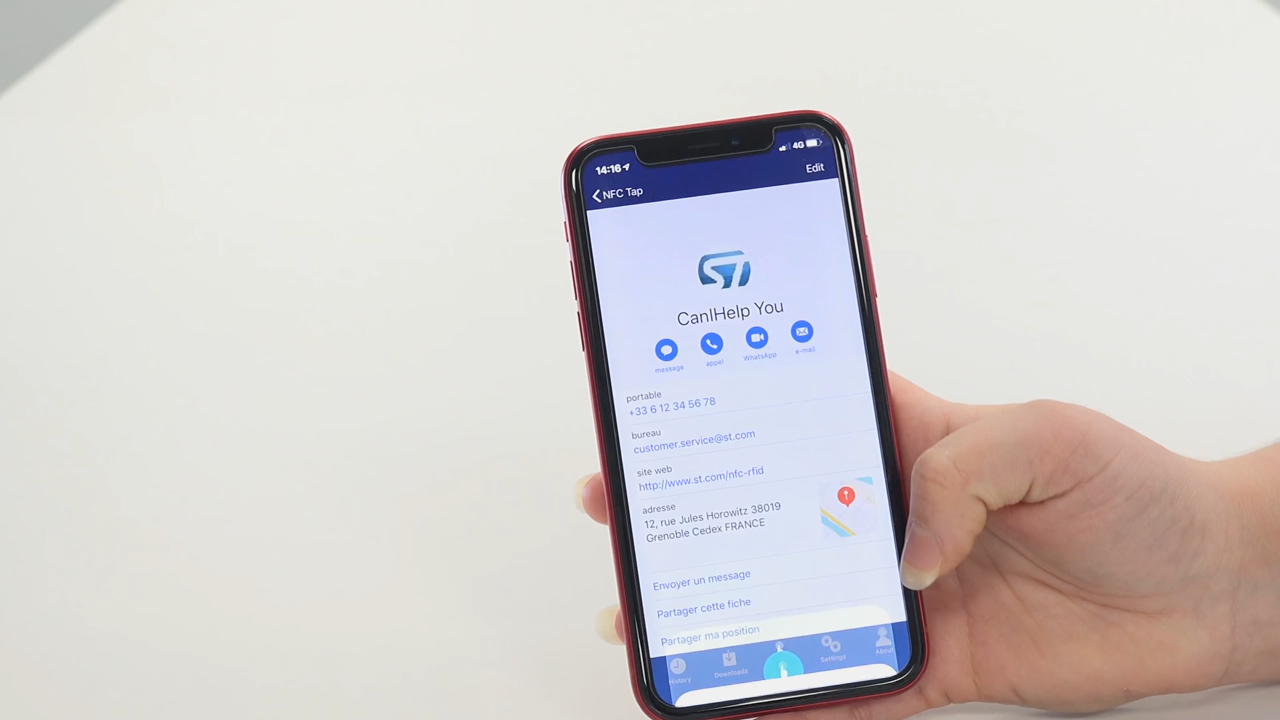 14:16
4G
NFC Tap
Edit
ST
CanIHelp You
message
appel
WhatsApp
e-mail
portable
+33 6 12 34 56 78
bureau
customer.service@st.com
site web
http://www.st.com/nfc-rfid
adresse
12, rue Jules Horowitz 38019
Grenoble Cedex FRANCE
Envoyer un message
Partager cette fiche
Partager ma position
History
Downloads
Settings
About